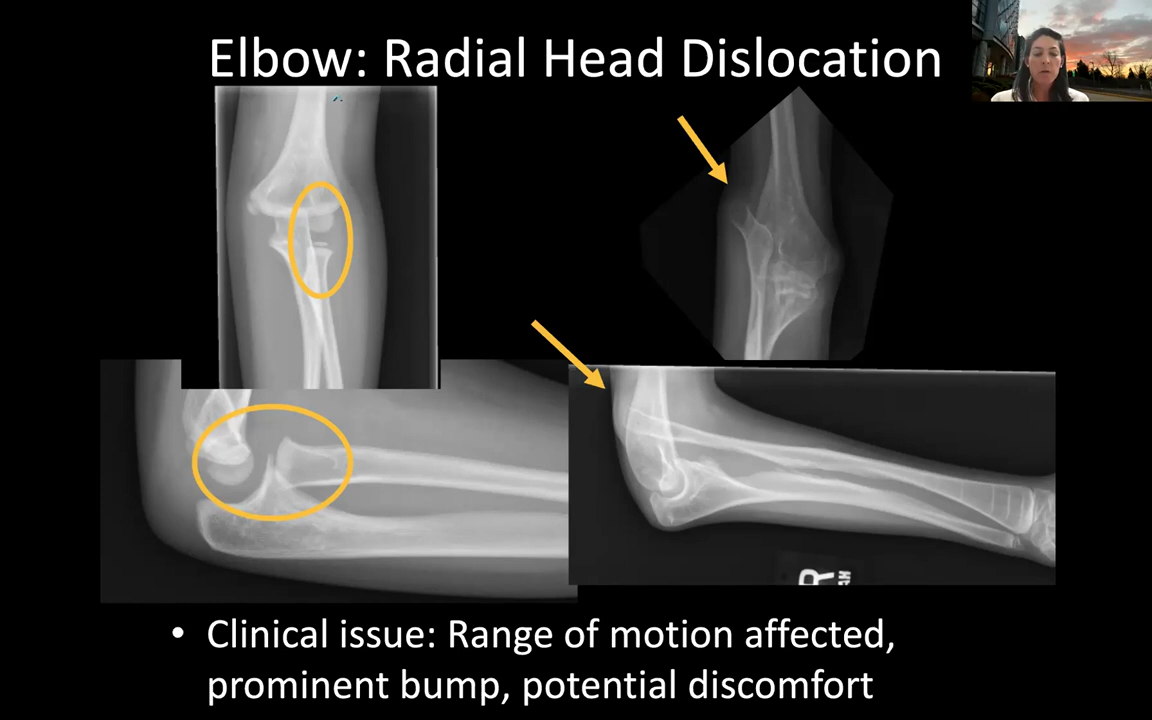 Elbow: Radial Head Dislocation
R
• Clinical issue: Range of motion affected,
prominent bump, potential discomfort